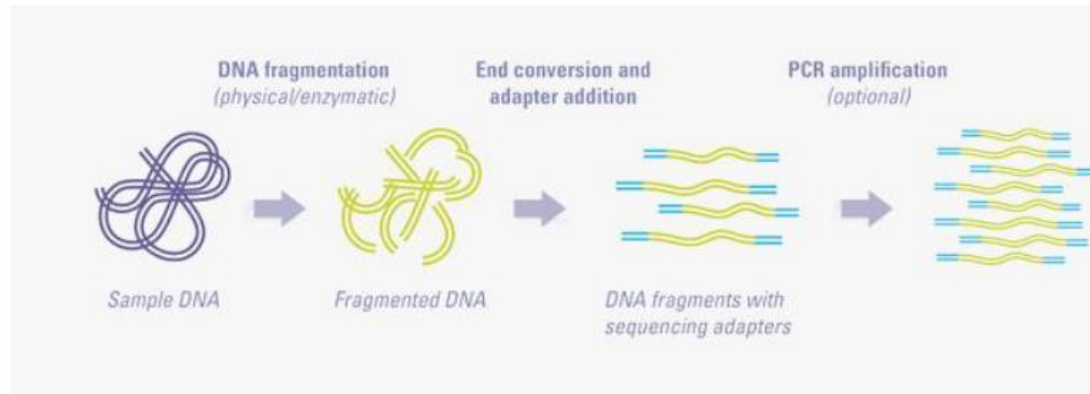 DNA fragmentation
(physical/enzymatic)
End conversion and
adapter addition
PCR amplification
(optional)
Sample DNA
Fragmented DNA
DNA fragments with
sequencing adapters